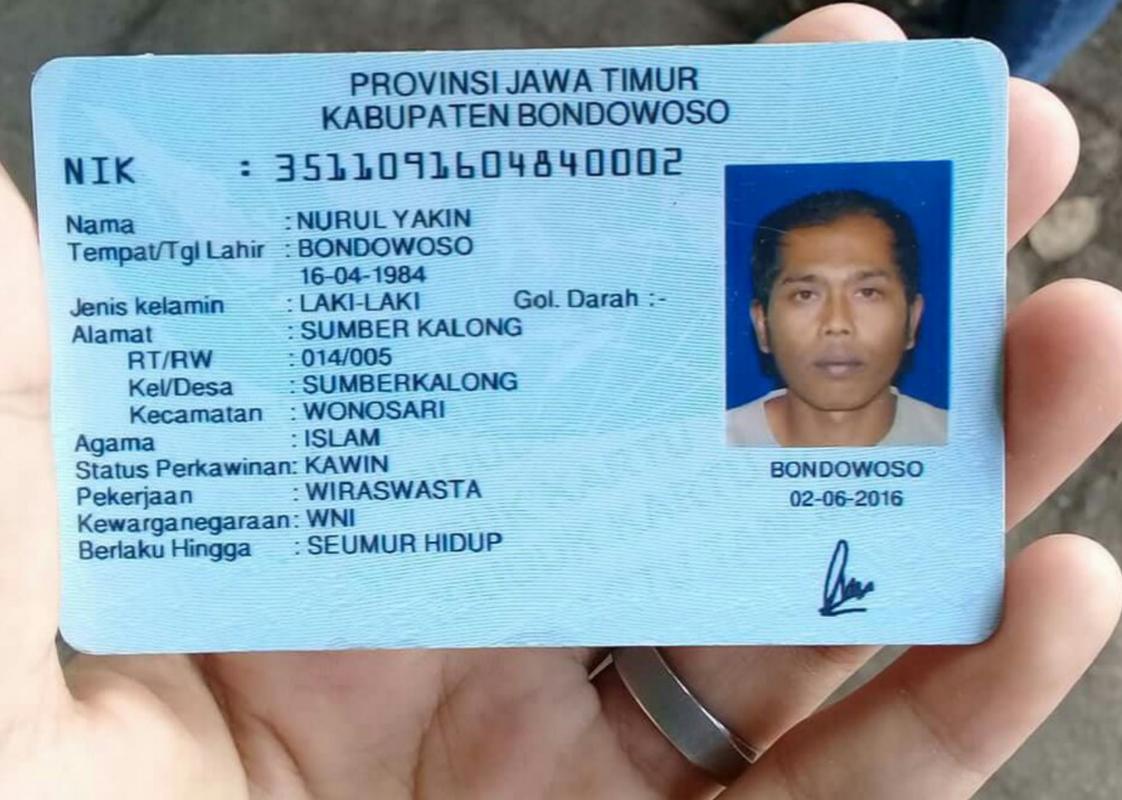 PROVINSI JAWA TIMUR
KABUPATEN BONDOWOSO
NIK : 3511091604840002
Nama : NURUL YAKIN
Tempat/Tgl Lahir : BONDOWOSO
16-04-1984
Jenis kelamin : LAKI-LAKI Gol. Darah : -
Alamat : SUMBER KALONG
RT/RW : 014/005
Kel/Desa : SUMBERKALONG
Kecamatan : WONOSARI
Agama : ISLAM
Status Perkawinan: KAWIN
Pekerjaan : WIRASWASTA
Kewarganegaraan: WNI
Berlaku Hingga : SEUMUR HIDUP
BONDOWOSO
02-06-2016